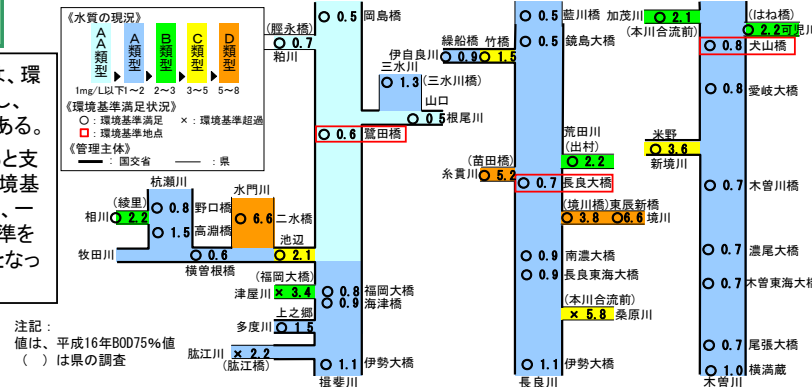 《水質の現況》
AA類型 A類型 B類型 C類型 D類型
1mg/L以下1～2 2～3 3～5 5～8
《環境基準満足状況》
○：環境基準満足 ×：環境基準超過
□：環境基準地点
《管理主体》
：国交省 ：県
は、環
し、
である。
ると支
環境基
、一
準を
となっ
注記：
値は、平成16年BOD75%値
（ ）は県の調査
○ 0.5 岡島橋
(脛永橋)
○ 0.7
粕川
三水川
○ 1.3 (三水川橋)
山口
○ 0.5 根尾川
○ 0.6 鷺田橋
杭瀬川
(綾里)
相川 ○ 2.2
○ 0.8 野口橋
○ 1.5 高淵橋
水門川
○ 6.6 二水橋
池辺
牧田川 ○ 0.6 ○ 2.1
横曽根橋
(福岡大橋)
津屋川 × 3.4
○ 0.8 福岡大橋
○ 0.9 海津橋
上之郷
多度川 ○ 1.5
肱江川 × 2.2
(肱江橋)
○ 1.1 伊勢大橋
揖斐川
○ 0.5 藍川橋
繰船橋 竹橋
○ 0.5 鏡島大橋
伊自良川 ○ 0.9 ○ 1.5
荒田川
(出村)
○ 2.2
(苗田橋)
糸貫川 ○ 5.2
○ 0.7 長良大橋
(境川橋) 東辰新橋
○ 3.8 ○6.6 境川
○ 0.9 南濃大橋
○ 0.9 長良東海大橋
(本川合流前)
× 5.8 桑原川
○ 1.1 伊勢大橋
長良川
加茂川 ○ 2.1
(本川合流前)
(はね橋)
○ 2.2 可児川
○ 0.8 犬山橋
○ 0.8 愛岐大橋
米野
○ 3.6
新境川
○ 0.7 木曽川橋
○ 0.7 濃尾大橋
○ 0.7 木曽東海大橋
○ 0.7 尾張大橋
○ 1.0 横満蔵
木曽川